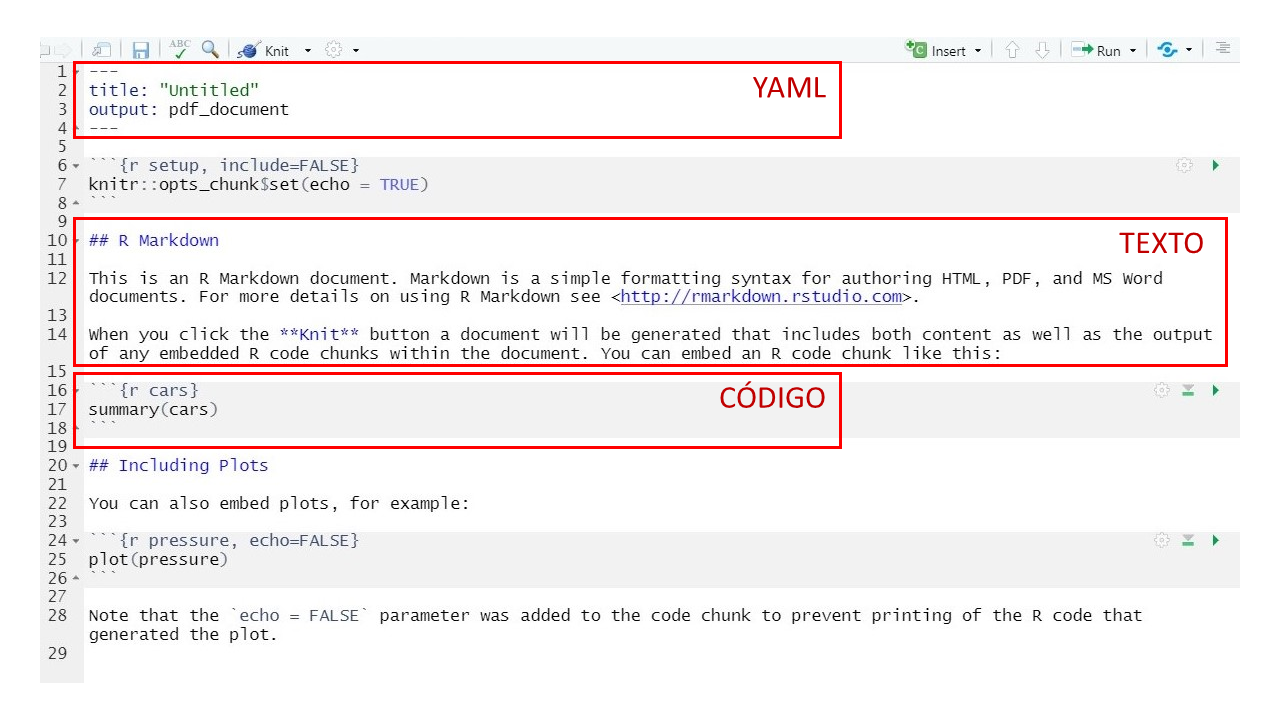 ABC Knit Insert Run
1 ---
YAML
2 title: "Untitled"
3 output: pdf_document
4 ---
5
6 ```{r setup, include=FALSE}
7 knitr::opts_chunk$set(echo = TRUE)
8 ```
9
10 ## R Markdown
TEXTO
11
12 This is an R Markdown document. Markdown is a simple formatting syntax for authoring HTML, PDF, and MS Word
documents. For more details on using R Markdown see <http://rmarkdown.rstudio.com>.
13
14 When you click the **Knit** button a document will be generated that includes both content as well as the output
of any embedded R code chunks within the document. You can embed an R code chunk like this:
15
16 ```{r cars}
CÓDIGO
17 summary(cars)
18 ```
19
20 ## Including Plots
21
22 You can also embed plots, for example:
23
24 ```{r pressure, echo=FALSE}
25 plot(pressure)
26 ```
27
28 Note that the `echo = FALSE` parameter was added to the code chunk to prevent printing of the R code that
generated the plot.
29